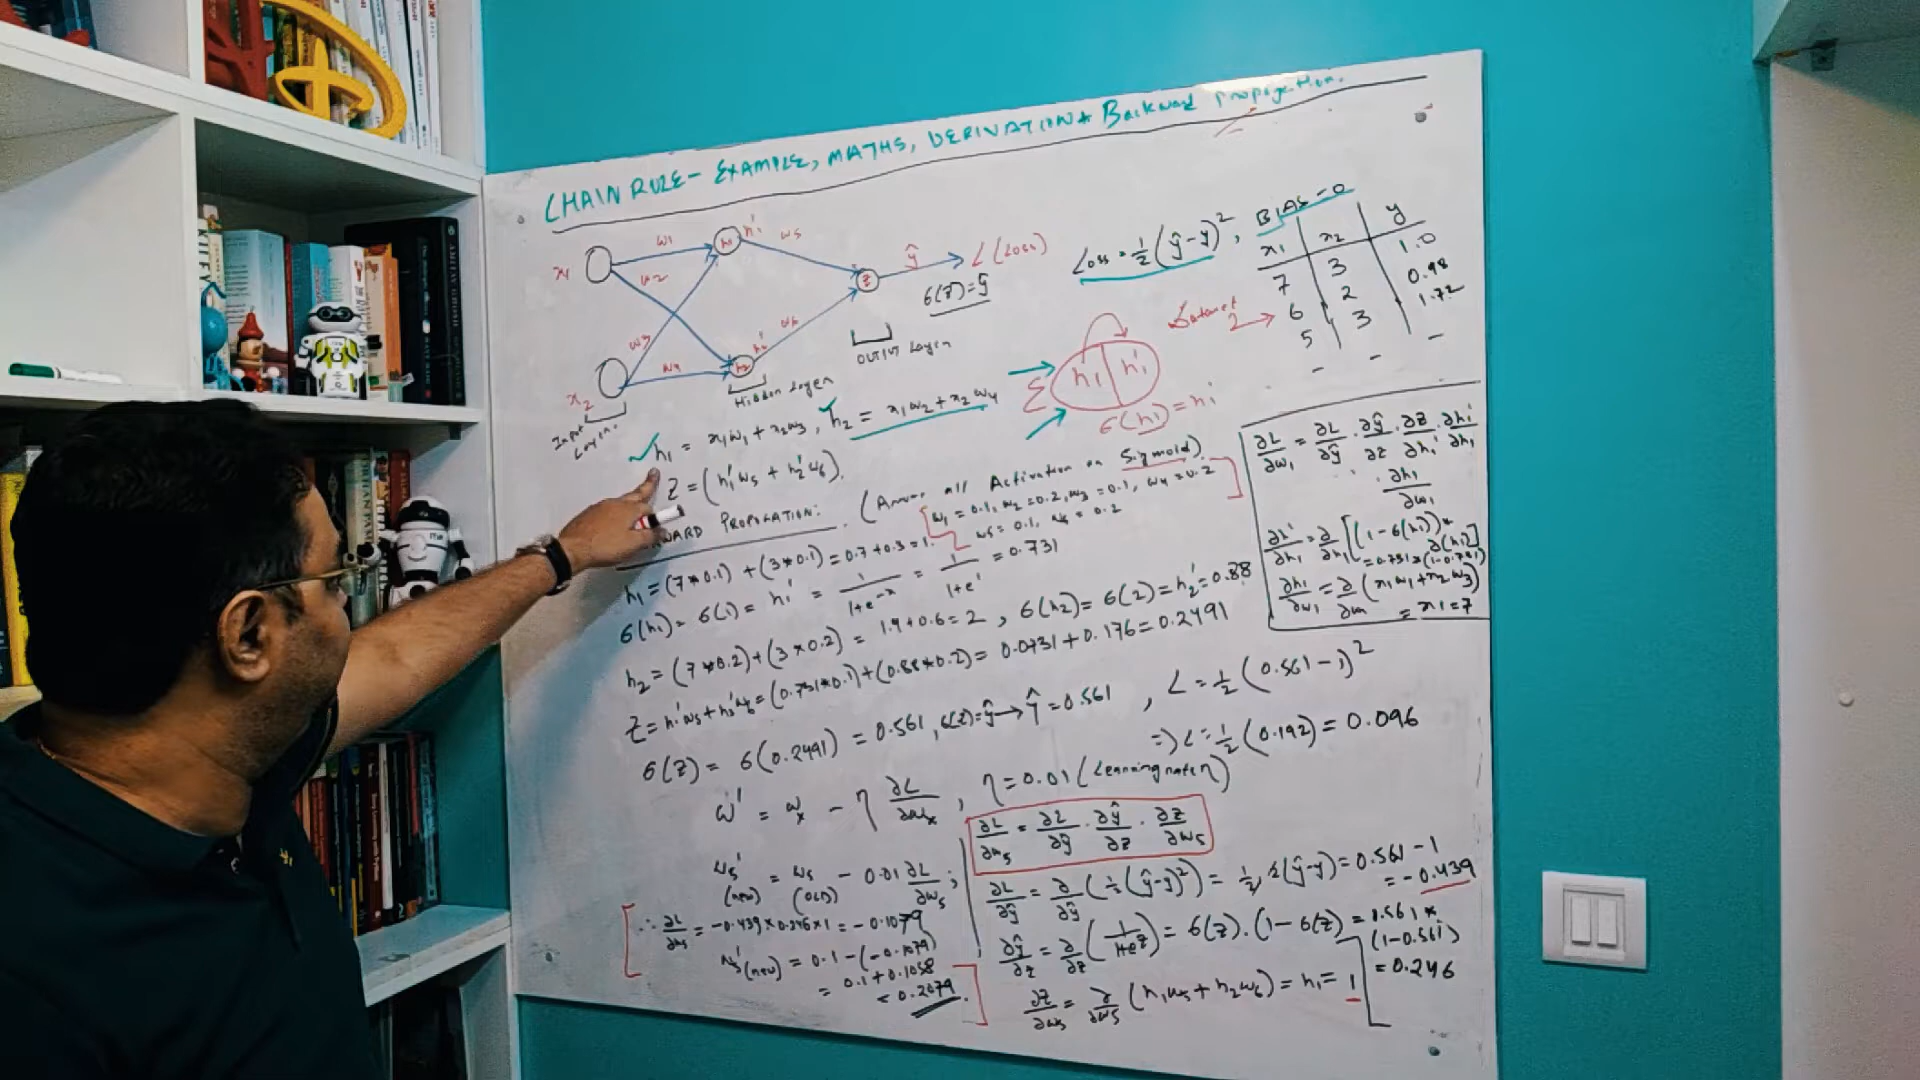 CHAIN RULE - EXAMPLE, MATHS, DERIVATION & Backward Propagation.
x₁ w₁ h₁ h₁' w₅
w₂
ŷ L (Loss)
z
σ(z)=ŷ
w₃
w₄ h₂ h₂' w₆
x₂
Input Layer
Hidden Layer
OUTPUT Layer
Loss = ½(ŷ-y)², BIAS=0
x₁ x₂ y
7 3 1.0
6 2 0.98
5 3 1.72
- - -
Dataset
Σ h₁ h₁'
σ(h₁) = h₁'
h₁ = x₁w₁ + x₂w₃, h₂ = x₁w₂ + x₂w₄
z = (h₁'w₅ + h₂'w₆).
WARD PROPOGATION: (Assume all Activation as Sigmoid)
w₁ = 0.1, w₂ = 0.2, w₃ = 0.1, w₄ = 0.2
w₅ = 0.1, w₆ = 0.2
h₁ = (7*0.1) + (3*0.1) = 0.7 + 0.3 = 1.
σ(h₁) = σ(1) = h₁' = 1/(1+e^-x) = 1/(1+e^1) = 0.731
h₂ = (7*0.2) + (3×0.2) = 1.4 + 0.6 = 2, σ(h₂) = σ(2) = h₂' = 0.88
z = h₁'w₅ + h₂'w₆ = (0.731*0.1) + (0.88*0.2) = 0.0731 + 0.176 = 0.2491
σ(z) = σ(0.2491) = 0.561, σ(z)=ŷ → ŷ = 0.561, L = ½(0.561-1)²
=> L = ½(0.192) = 0.096
w' = wₓ - η ∂L/∂wₓ, η = 0.01 (Learning rate η)
w₅' (new) = w₅ (OLD) - 0.01 ∂L/∂w₅;
∴ ∂L/∂w₅ = -0.439 × 0.246 × 1 = -0.1079
w₅' (new) = 0.1 - (-0.1079)
= 0.1 + 0.1058
= 0.2079.
∂L/∂w₅ = ∂L/∂ŷ · ∂ŷ/∂z · ∂z/∂w₅
∂L/∂ŷ = ∂/∂ŷ (½(ŷ-y)²) = ½ 2(ŷ-y) = 0.561 - 1
= -0.439
∂ŷ/∂z = ∂/∂z (1/(1+e^z)) = σ(z).(1-σ(z)) = 0.561 *
(1-0.561)
= 0.246
∂z/∂w₅ = ∂/∂w₅ (h₁w₅ + h₂w₆) = h₁ = 1
∂L/∂w₁ = ∂L/∂ŷ · ∂ŷ/∂z · ∂z/∂h₁' · ∂h₁'/∂h₁
· ∂h₁/∂w₁
∂h₁'/∂h₁ = ∂/∂h₁ [(1-σ(h₁))* σ(h₁)]
= 0.731 × (1-0.731)
∂h₁/∂w₁ = ∂/∂w₁ (x₁w₁ + x₂w₃)
= x₁ = 7